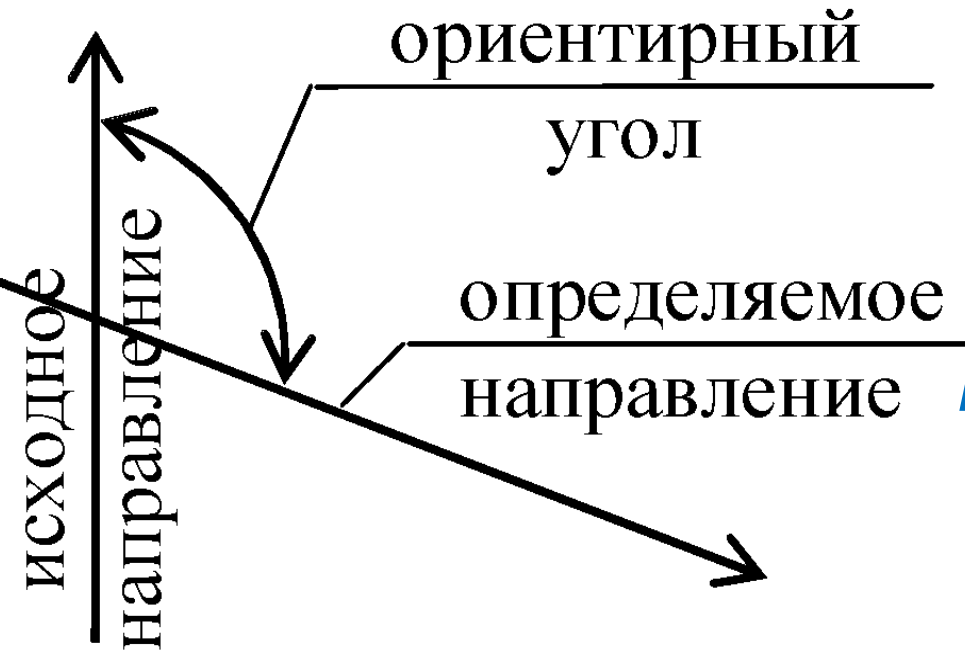 ориентирный
угол
определяемое
направление
исходное
направление